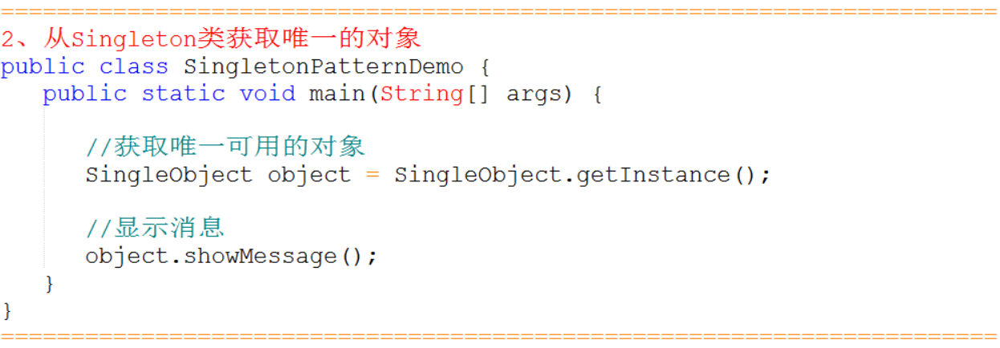 =======================================================================
2、从Singleton类获取唯一的对象
public class SingletonPatternDemo {
   public static void main(String[] args) {
      //获取唯一可用的对象
      SingleObject object = SingleObject.getInstance();
      //显示消息
      object.showMessage();
   }
}
=======================================================================